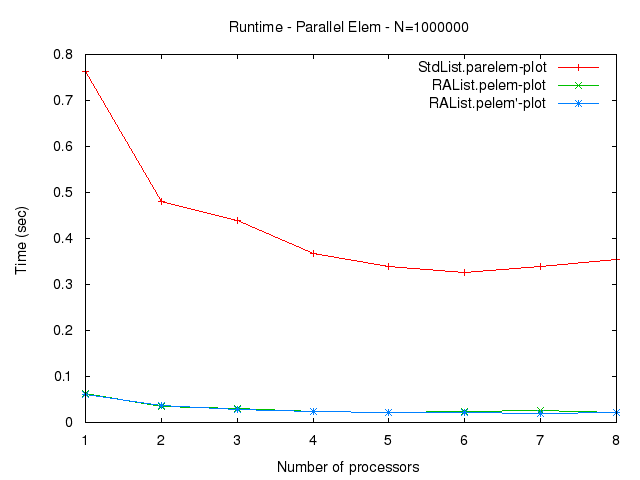 Runtime - Parallel Elem - N=1000000
StdList.parelem-plot
RAList.pelem-plot
RAList.pelem'-plot
Time (sec)
0.8
0.7
0.6
0.5
0.4
0.3
0.2
0.1
0
1 2 3 4 5 6 7 8
Number of processors